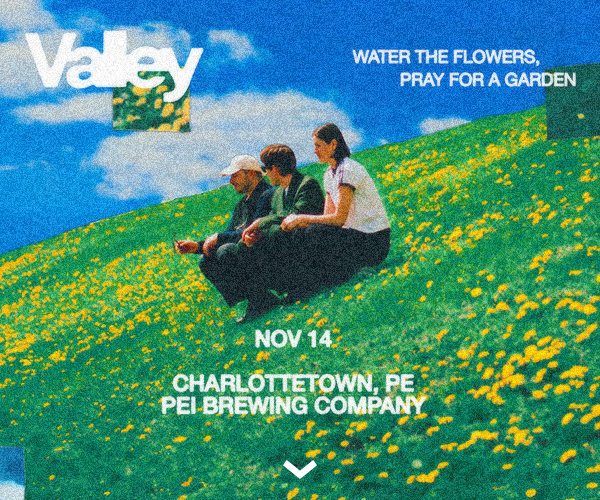 Valley
WATER THE FLOWERS,
PRAY FOR A GARDEN
NOV 14
CHARLOTTETOWN, PE
PEI BREWING COMPANY